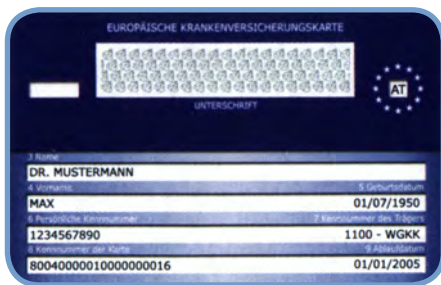 EUROPÄISCHE KRANKENVERSICHERUNGSKARTE
AT
UNTERSCHRIFT
3 Name
DR. MUSTERMANN
4 Vorname 5 Geburtsdatum
MAX 01/07/1950
6 Persönliche Kennnummer 7 Kennnummer des Trägers
1234567890 1100 - WGKK
8 Kennnummer der Karte 9 Ablaufdatum
80040000010000000016 01/01/2005